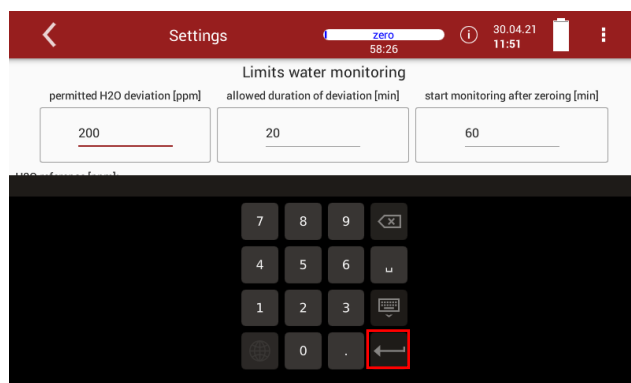 Settings
zero
58:26
30.04.21
11:51
Limits water monitoring
permitted H2O deviation [ppm] allowed duration of deviation [min] start monitoring after zeroing [min]
200 20 60
7 8 9
4 5 6
1 2 3
0 .